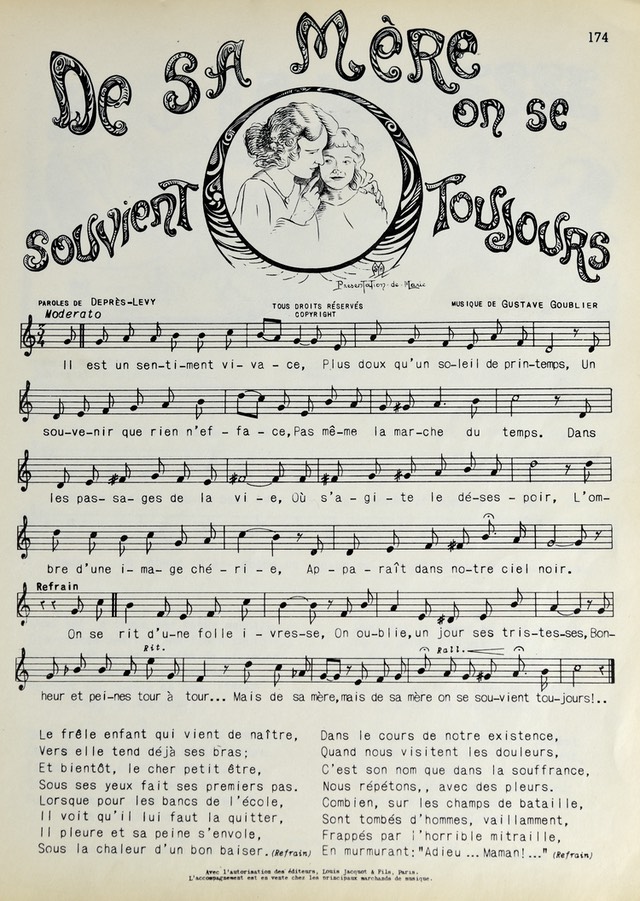 174
De sa Mère
on se
souvient toujours
Présentation de Masie
PAROLES DE DEPRÈS-LEVY
TOUS DROITS RÉSERVÉS
COPYRIGHT
MUSIQUE DE GUSTAVE GOUBLIER
Moderato
Il est un sen-ti-ment vi-va-ce, Plus doux qu'un so-leil de prin-temps, Un
sou-ve-nir que rien n'ef-fa-ce, Pas mê-me la mar-che du temps. Dans
les pas-sa-ges de la vi-e, Où s'a-gi-te le dé-ses-poir, L'om-
bre d'une i-ma-ge ché-ri-e, Ap-pa-raît dans no-tre ciel noir.
Refrain
On se rit d'u-ne folle i-vres-se, On ou-blie, un jour ses tris-tes-ses, Bon-
Rit. Rall.
heur et pei-nes tour à tour... Mais de sa mère, mais de sa mère on se sou-vient tou-jours!..
Le frêle enfant qui vient de naître,
Vers elle tend déjà ses bras;
Et bientôt, le cher petit être,
Sous ses yeux fait ses premiers pas.
Lorsque pour les bancs de l'école,
Il voit qu'il lui faut la quitter,
Il pleure et sa peine s'envole,
Sous la chaleur d'un bon baiser. (Refrain)
Dans le cours de notre existence,
Quand nous visitent les douleurs,
C'est son nom que dans la souffrance,
Nous répétons,, avec des pleurs.
Combien, sur les champs de bataille,
Sont tombés d'hommes, vaillamment,
Frappés par l'horrible mitraille,
En murmurant: "Adieu ... Maman!..." (Refrain)
Avec l'autorisation des éditeurs, Louis Jacquot & Fils, Paris.
L'accompagnement est en vente chez les principaux marchands de musique.